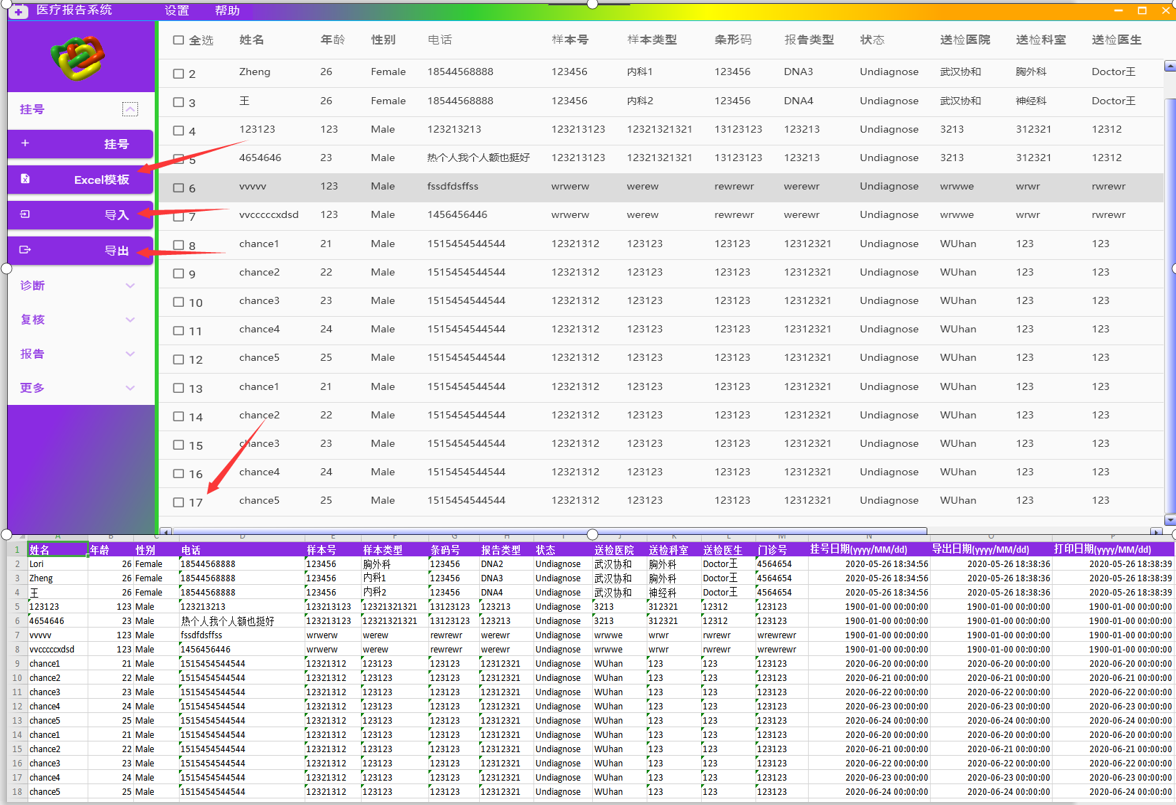 医疗报告系统 设置 帮助
挂号
挂号
Excel模板
导入
导出
诊断
复核
报告
更多
全选 姓名 年龄 性别 电话 样本号 样本类型 条形码 报告类型 状态 送检医院 送检科室 送检医生
2 Zheng 26 Female 18544568888 123456 内科1 123456 DNA3 Undiagnose 武汉协和 胸外科 Doctor王
3 王 26 Female 18544568888 123456 内科2 123456 DNA4 Undiagnose 武汉协和 神经科 Doctor王
4 123123 123 Male 123213213 123213123 12321321321 13123123 123213 Undiagnose 3213 312321 12312
5 4654646 23 Male 热个人我个人额也挺好 123213123 12321321321 13123123 123213 Undiagnose 3213 312321 12312
6 vvvvv 123 Male fssdfdsffss wrwerw werew rewrewr werewr Undiagnose wrwwe wrwr rwrewr
7 vvcccccxdsd 123 Male 1456456446 wrwerw werew rewrewr werewr Undiagnose wrwwe wrwr rwrewr
8 chance1 21 Male 1515454544544 12321312 123123 123123 12312321 Undiagnose WUhan 123 123
9 chance2 22 Male 1515454544544 12321312 123123 123123 12312321 Undiagnose WUhan 123 123
10 chance3 23 Male 1515454544544 12321312 123123 123123 12312321 Undiagnose WUhan 123 123
11 chance4 24 Male 1515454544544 12321312 123123 123123 12312321 Undiagnose WUhan 123 123
12 chance5 25 Male 1515454544544 12321312 123123 123123 12312321 Undiagnose WUhan 123 123
13 chance1 21 Male 1515454544544 12321312 123123 123123 12312321 Undiagnose WUhan 123 123
14 chance2 22 Male 1515454544544 12321312 123123 123123 12312321 Undiagnose WUhan 123 123
15 chance3 23 Male 1515454544544 12321312 123123 123123 12312321 Undiagnose WUhan 123 123
16 chance4 24 Male 1515454544544 12321312 123123 123123 12312321 Undiagnose WUhan 123 123
17 chance5 25 Male 1515454544544 12321312 123123 123123 12312321 Undiagnose WUhan 123 123
1 姓名 年龄 性别 电话 样本号 样本类型 条码号 报告类型 状态 送检医院 送检科室 送检医生 门诊号 挂号日期(yyyy/MM/dd) 导出日期(yyyy/MM/dd) 打印日期(yyyy/MM/dd)
2 Lori 26 Female 18544568888 123456 胸外科 123456 DNA2 Undiagnose 武汉协和 胸外科 Doctor王 4564654 2020-05-26 18:34:56 2020-05-26 18:38:36 2020-05-26 18:38:39
3 Zheng 26 Female 18544568888 123456 内科1 123456 DNA3 Undiagnose 武汉协和 胸外科 Doctor王 4564654 2020-05-26 18:34:56 2020-05-26 18:38:36 2020-05-26 18:38:39
4 王 26 Female 18544568888 123456 内科2 123456 DNA4 Undiagnose 武汉协和 神经科 Doctor王 4564654 2020-05-26 18:34:56 2020-05-26 18:38:36 2020-05-26 18:38:39
5 123123 123 Male 123213213 123213123 12321321321 13123123 123213 Undiagnose 3213 312321 12312 123123 1900-01-00 00:00:00 1900-01-00 00:00:00 1900-01-00 00:00:00
6 4654646 23 Male 热个人我个人额也挺好 123213123 12321321321 13123123 123213 Undiagnose 3213 312321 12312 123123 1900-01-00 00:00:00 1900-01-00 00:00:00 1900-01-00 00:00:00
7 vvvvv 123 Male fssdfdsffss wrwerw werew rewrewr werewr Undiagnose wrwwe wrwr rwrewr wrewrewr 1900-01-00 00:00:00 1900-01-00 00:00:00 1900-01-00 00:00:00
8 vvcccccxdsd 123 Male 1456456446 wrwerw werew rewrewr werewr Undiagnose wrwwe wrwr rwrewr wrewrewr 1900-01-00 00:00:00 1900-01-00 00:00:00 1900-01-00 00:00:00
9 chance1 21 Male 1515454544544 12321312 123123 123123 12312321 Undiagnose WUhan 123 123 123123 2020-06-20 00:00:00 2020-06-20 00:00:00 2020-06-20 00:00:00
10 chance2 22 Male 1515454544544 12321312 123123 123123 12312321 Undiagnose WUhan 123 123 123123 2020-06-21 00:00:00 2020-06-21 00:00:00 2020-06-21 00:00:00
11 chance3 23 Male 1515454544544 12321312 123123 123123 12312321 Undiagnose WUhan 123 123 123123 2020-06-22 00:00:00 2020-06-22 00:00:00 2020-06-22 00:00:00
12 chance4 24 Male 1515454544544 12321312 123123 123123 12312321 Undiagnose WUhan 123 123 123123 2020-06-23 00:00:00 2020-06-23 00:00:00 2020-06-23 00:00:00
13 chance5 25 Male 1515454544544 12321312 123123 123123 12312321 Undiagnose WUhan 123 123 123123 2020-06-24 00:00:00 2020-06-24 00:00:00 2020-06-24 00:00:00
14 chance1 21 Male 1515454544544 12321312 123123 123123 12312321 Undiagnose WUhan 123 123 123123 2020-06-20 00:00:00 2020-06-20 00:00:00 2020-06-20 00:00:00
15 chance2 22 Male 1515454544544 12321312 123123 123123 12312321 Undiagnose WUhan 123 123 123123 2020-06-21 00:00:00 2020-06-21 00:00:00 2020-06-21 00:00:00
16 chance3 23 Male 1515454544544 12321312 123123 123123 12312321 Undiagnose WUhan 123 123 123123 2020-06-22 00:00:00 2020-06-22 00:00:00 2020-06-22 00:00:00
17 chance4 24 Male 1515454544544 12321312 123123 123123 12312321 Undiagnose WUhan 123 123 123123 2020-06-23 00:00:00 2020-06-23 00:00:00 2020-06-23 00:00:00
18 chance5 25 Male 1515454544544 12321312 123123 123123 12312321 Undiagnose WUhan 123 123 123123 2020-06-24 00:00:00 2020-06-24 00:00:00 2020-06-24 00:00:00